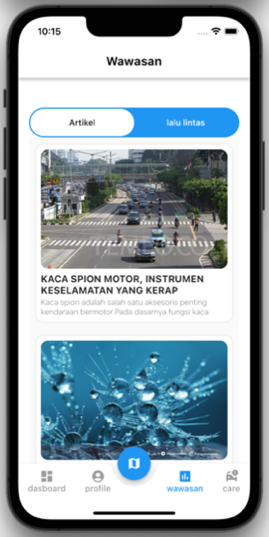 10:15
Wawasan
Artikel
lalu lintas
KACA SPION MOTOR, INSTRUMEN
KESELAMATAN YANG KERAP
Kaca spion adalah salah satu aksesoris penting
kendaraan bermotor.Pada dasarnya fungsi kaca
dasboard
profile
wawasan
care